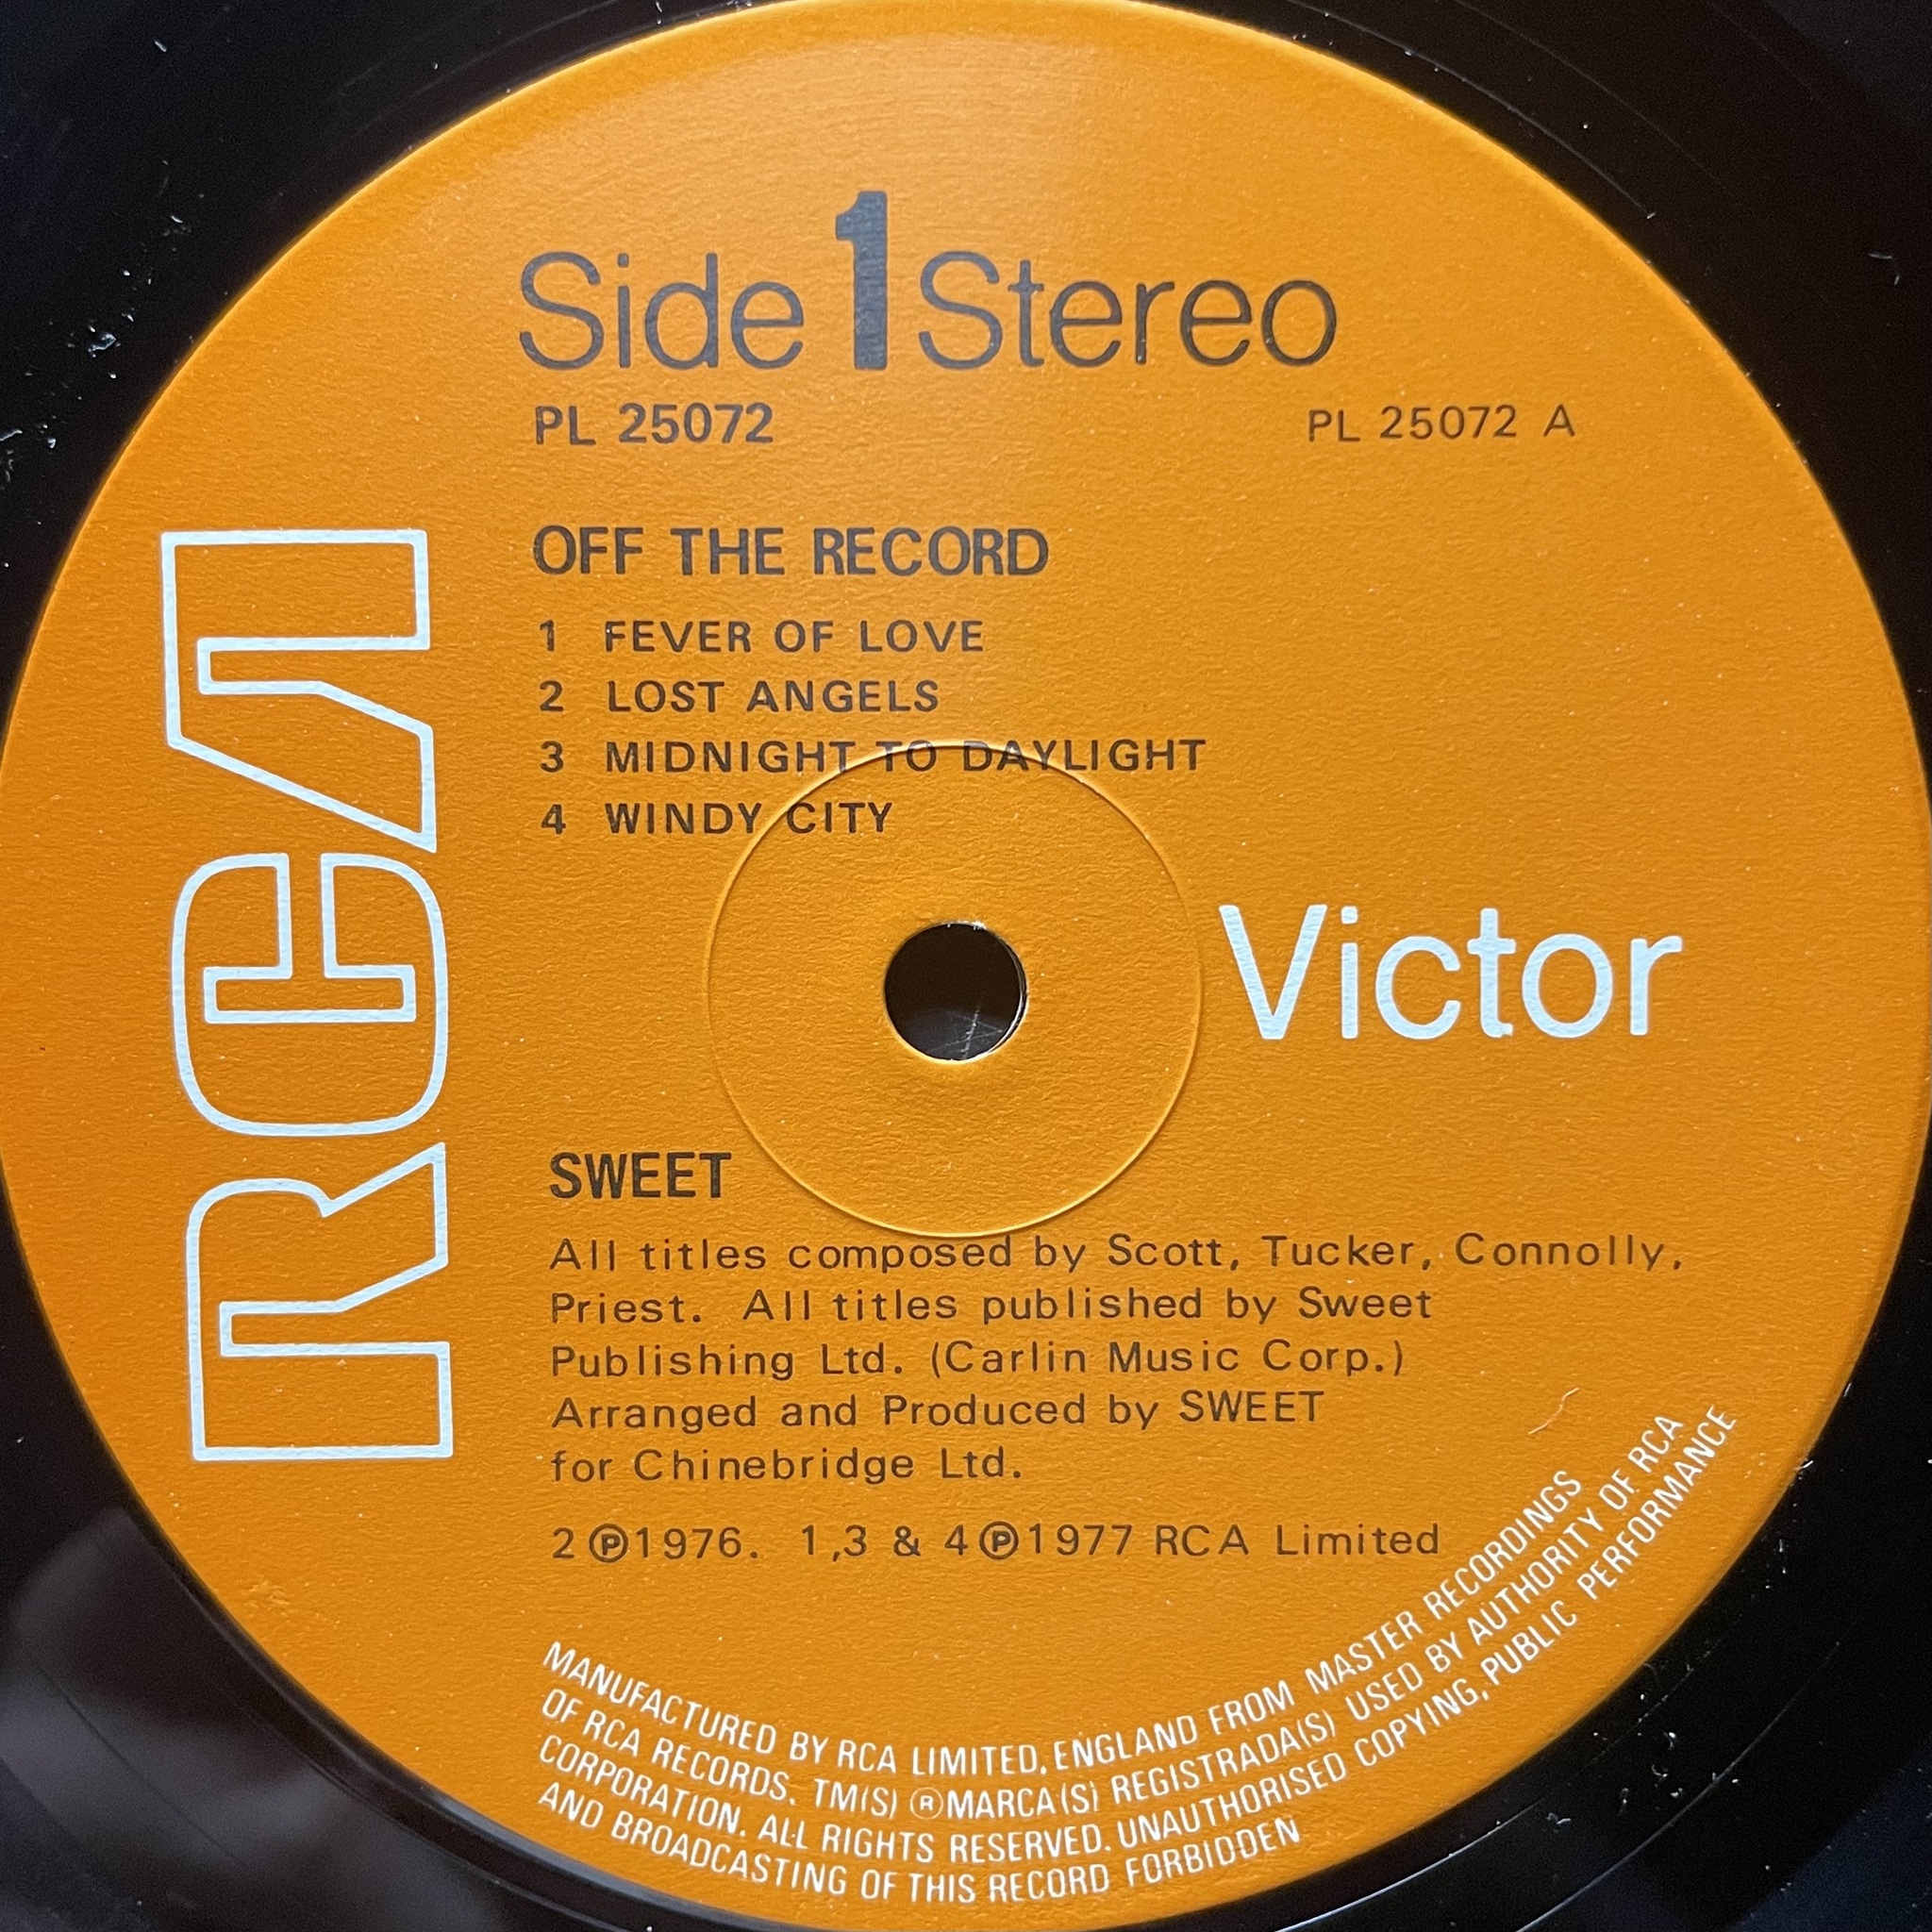 Side 1 Stereo
PL 25072 PL 25072 A
OFF THE RECORD
1 FEVER OF LOVE
2 LOST ANGELS
3 MIDNIGHT TO DAYLIGHT
4 WINDY CITY
RCA
Victor
SWEET
All titles composed by Scott, Tucker, Connolly,
Priest. All titles published by Sweet
Publishing Ltd. (Carlin Music Corp.)
Arranged and Produced by SWEET
for Chinebridge Ltd.
2 ℗1976. 1,3 & 4 ℗1977 RCA Limited
MANUFACTURED BY RCA LIMITED, ENGLAND FROM MASTER RECORDINGS
OF RCA RECORDS. TM(S) ®MARCA(S) REGISTRADA(S) USED BY AUTHORITY OF RCA
CORPORATION. ALL RIGHTS RESERVED. UNAUTHORISED COPYING, PUBLIC PERFORMANCE
AND BROADCASTING OF THIS RECORD FORBIDDEN